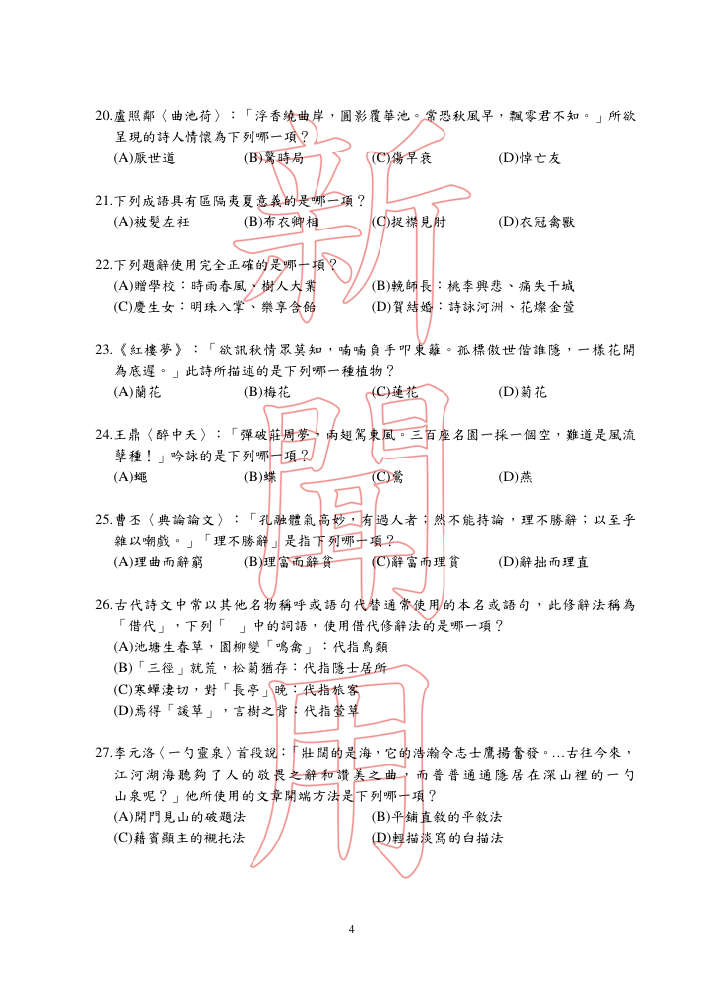 20.盧照鄰〈曲池荷〉：「浮香繞曲岸，圓影覆華池。常恐秋風早，飄零君不知。」所欲
呈現的詩人情懷為下列哪一項？
(A)厭世道 (B)驚時局 (C)傷早衰 (D)悼亡友
21.下列成語具有區隔夷夏意義的是哪一項？
(A)被髮左衽 (B)布衣卿相 (C)捉襟見肘 (D)衣冠禽獸
22.下列題辭使用完全正確的是哪一項？
(A)贈學校：時雨春風、樹人大業 (B)輓師長：桃李興悲、痛失干城
(C)慶生女：明珠入掌、樂享含飴 (D)賀結婚：詩詠河洲、花燦金萱
23.《紅樓夢》：「欲訊秋情眾莫知，喃喃負手叩東籬。孤標傲世偕誰隱，一樣花開
為底遲。」此詩所描述的是下列哪一種植物？
(A)蘭花 (B)梅花 (C)蓮花 (D)菊花
24.王鼎〈醉中天〉：「彈破莊周夢，兩翅駕東風。三百座名園一採一個空，難道是風流
孽種！」吟詠的是下列哪一項？
(A)蠅 (B)蝶 (C)鶯 (D)燕
25.曹丕〈典論論文〉：「孔融體氣高妙，有過人者；然不能持論，理不勝辭；以至乎
雜以嘲戲。」「理不勝辭」是指下列哪一項？
(A)理曲而辭窮 (B)理富而辭貧 (C)辭富而理貧 (D)辭拙而理直
26.古代詩文中常以其他名物稱呼或語句代替通常使用的本名或語句，此修辭法稱為
「借代」，下列「 」中的詞語，使用借代修辭法的是哪一項？
(A)池塘生春草，園柳變「鳴禽」：代指鳥類
(B)「三徑」就荒，松菊猶存：代指隱士居所
(C)寒蟬淒切，對「長亭」晚：代指旅客
(D)焉得「諼草」，言樹之背：代指萱草
27.李元洛〈一勺靈泉〉首段說：「壯闊的是海，它的浩瀚令志士鷹揚奮發。…古往今來，
江河湖海聽夠了人的敬畏之辭和讚美之曲，而普普通通隱居在深山裡的一勺
山泉呢？」他所使用的文章開端方法是下列哪一項？
(A)開門見山的破題法 (B)平鋪直敘的平敘法
(C)藉賓顯主的襯托法 (D)輕描淡寫的白描法
新聞用
4